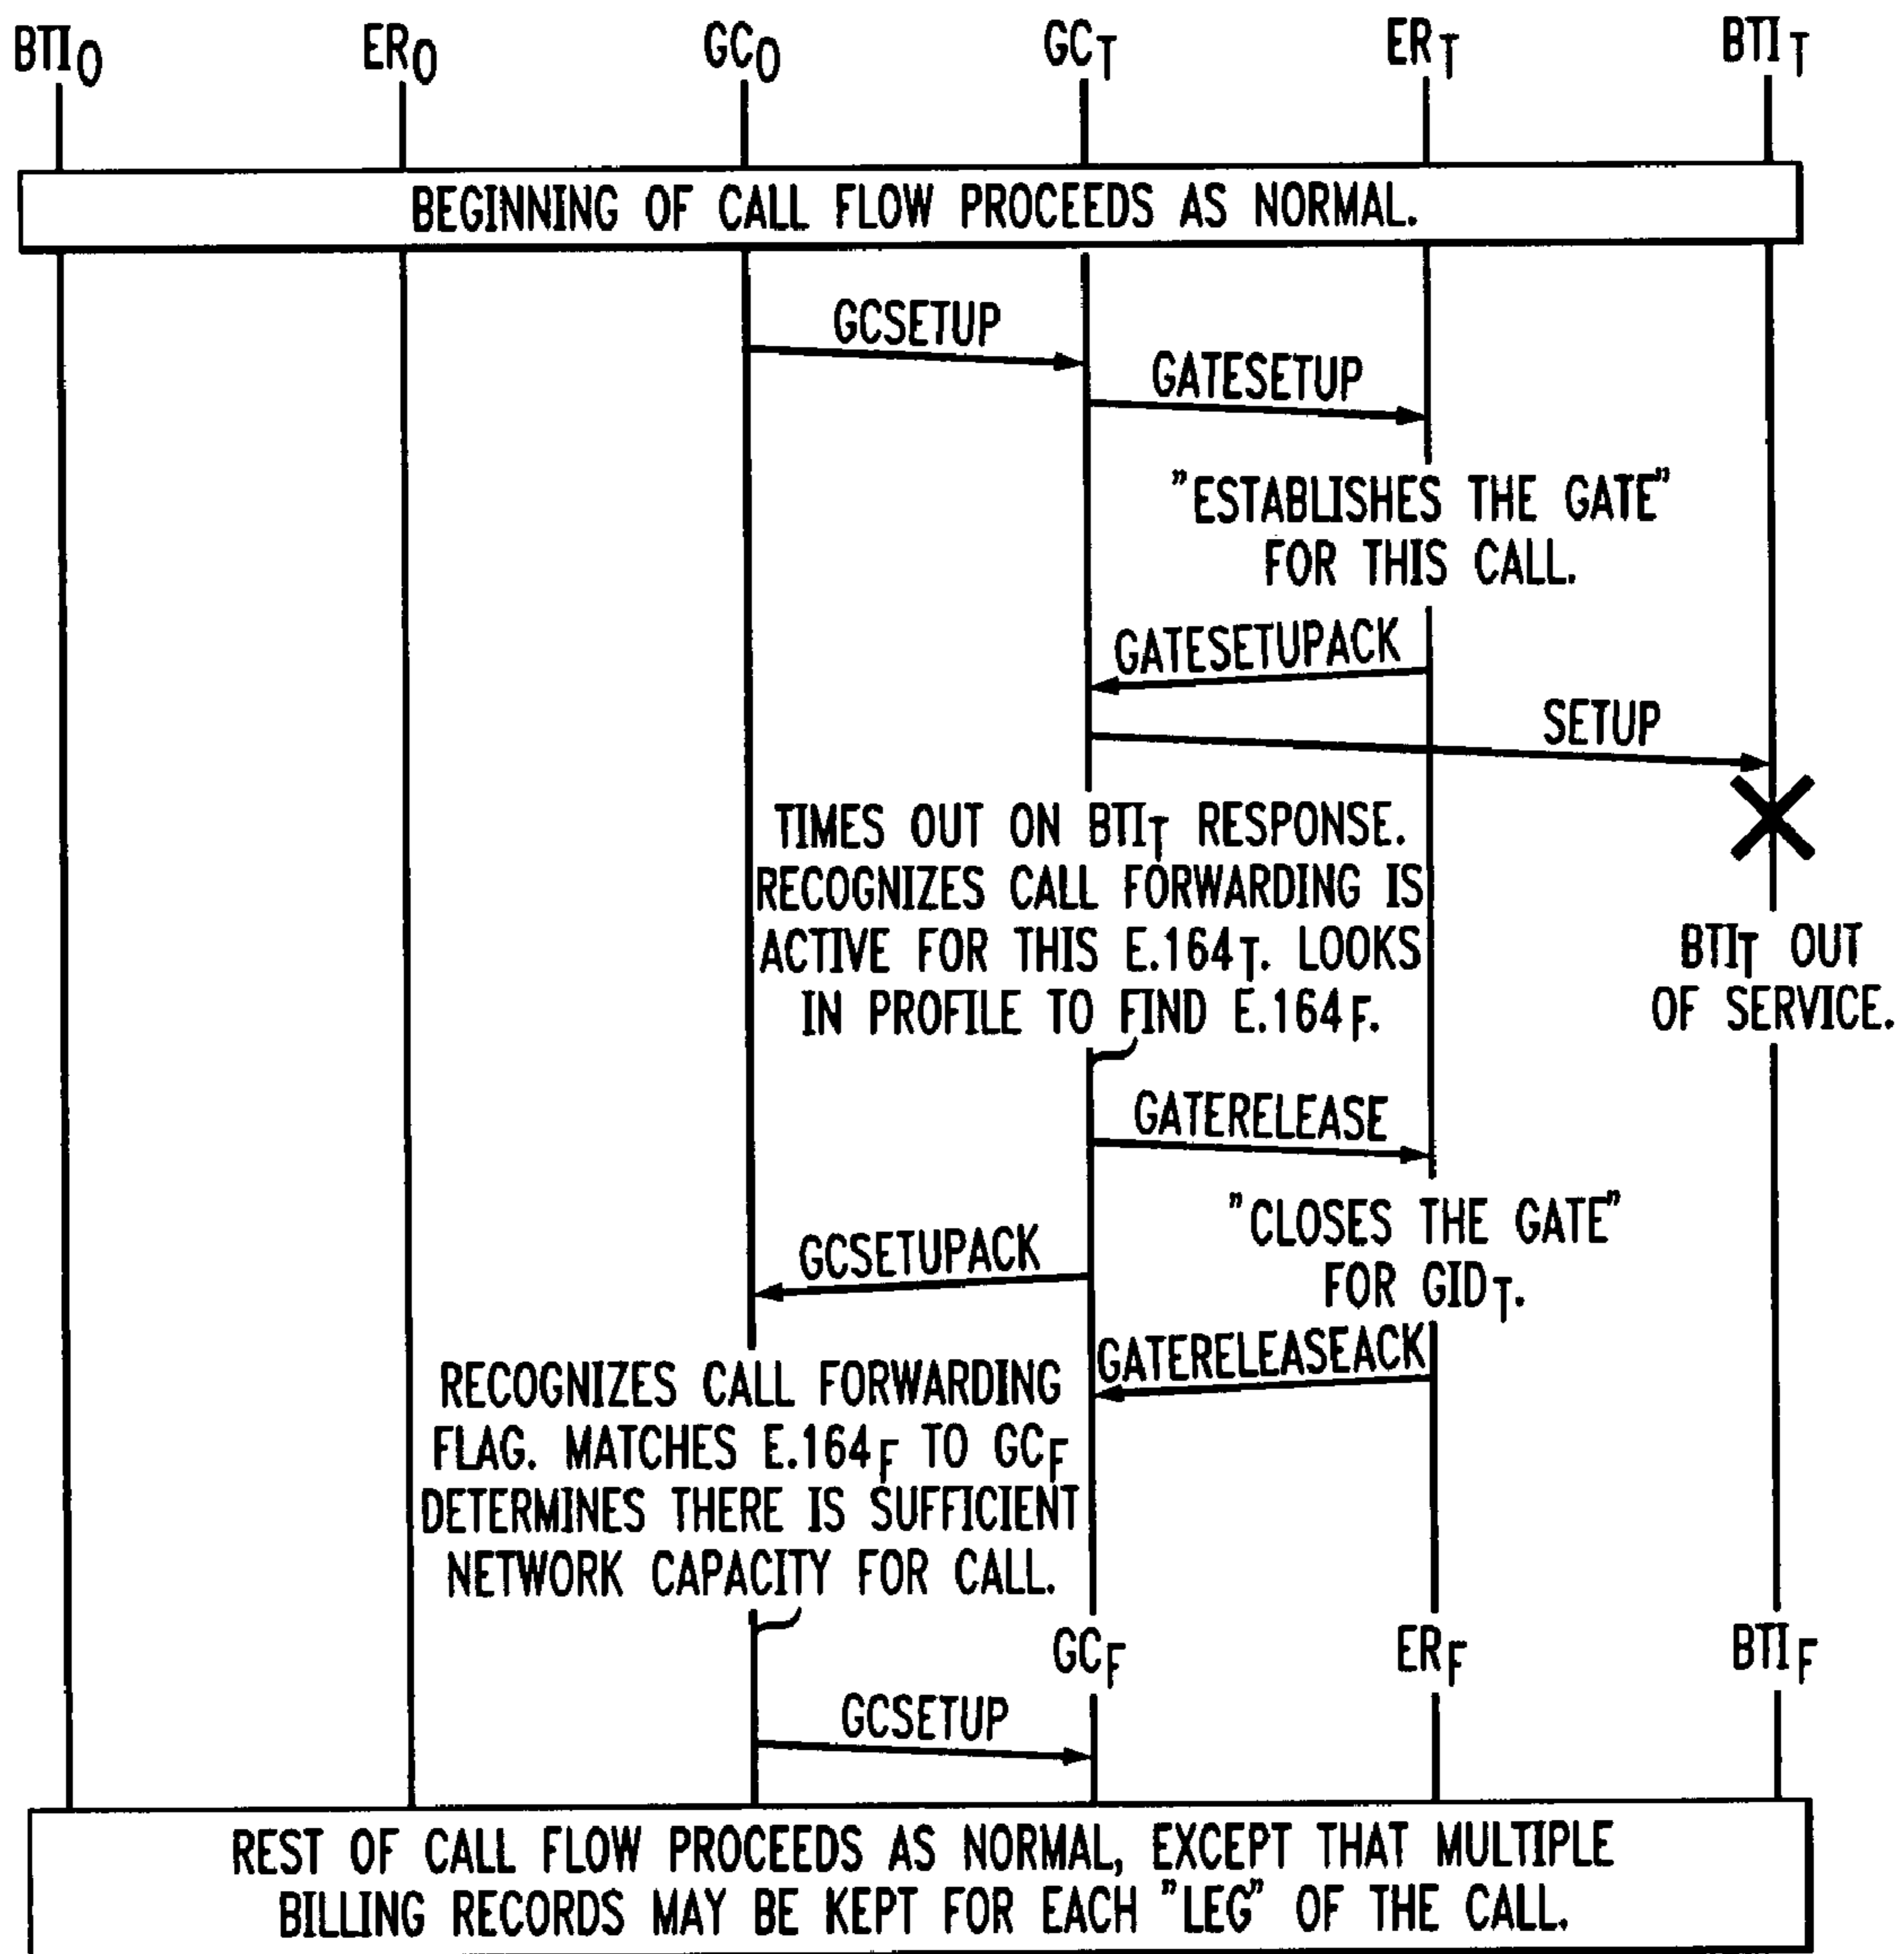 BTIO ERO GCO GCT ERT BTIT
BEGINNING OF CALL FLOW PROCEEDS AS NORMAL.
GCSETUP
GATESETUP
"ESTABLISHES THE GATE"
FOR THIS CALL.
GATESETUPACK
SETUP
TIMES OUT ON BTIT RESPONSE.
RECOGNIZES CALL FORWARDING IS
ACTIVE FOR THIS E.164T. LOOKS
IN PROFILE TO FIND E.164F.
BTIT OUT
OF SERVICE.
GATERELEASE
"CLOSES THE GATE"
FOR GIDT.
GCSETUPACK
GATERELEASEACK
RECOGNIZES CALL FORWARDING
FLAG. MATCHES E.164F TO GCF
DETERMINES THERE IS SUFFICIENT
NETWORK CAPACITY FOR CALL.
GCF ERF BTIF
GCSETUP
REST OF CALL FLOW PROCEEDS AS NORMAL, EXCEPT THAT MULTIPLE
BILLING RECORDS MAY BE KEPT FOR EACH "LEG" OF THE CALL.